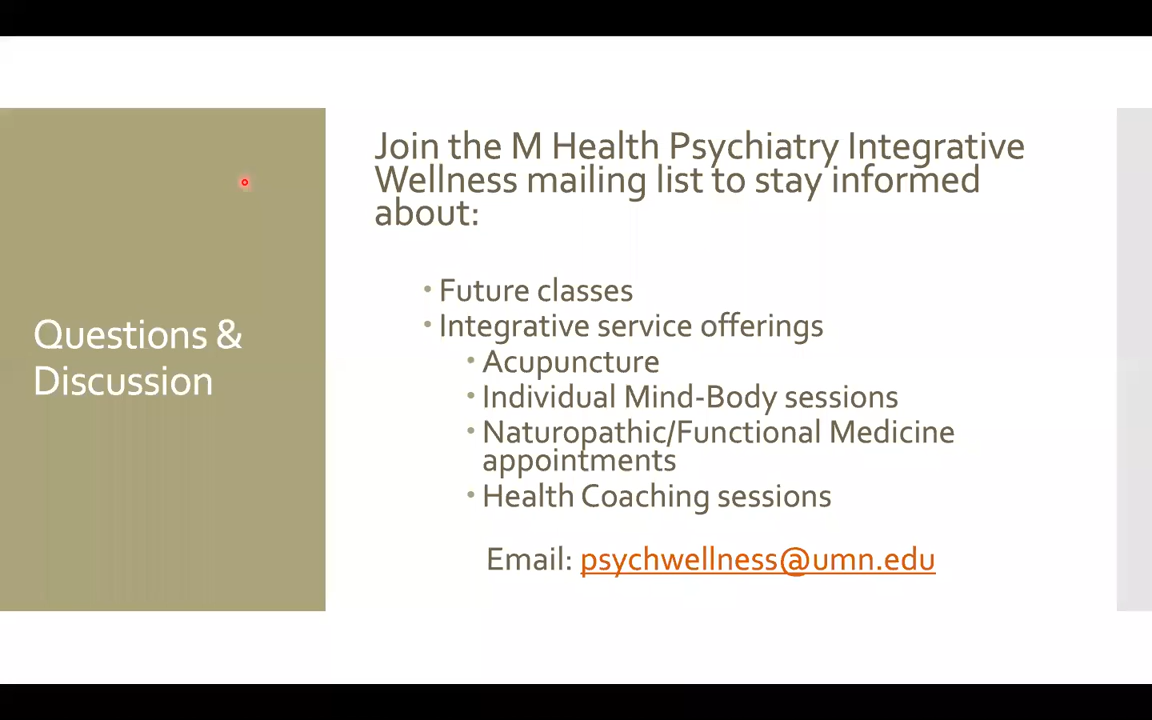 Questions &
Discussion
Join the M Health Psychiatry Integrative
Wellness mailing list to stay informed
about:
• Future classes
• Integrative service offerings
• Acupuncture
• Individual Mind-Body sessions
• Naturopathic/Functional Medicine
appointments
• Health Coaching sessions
Email: psychwellness@umn.edu